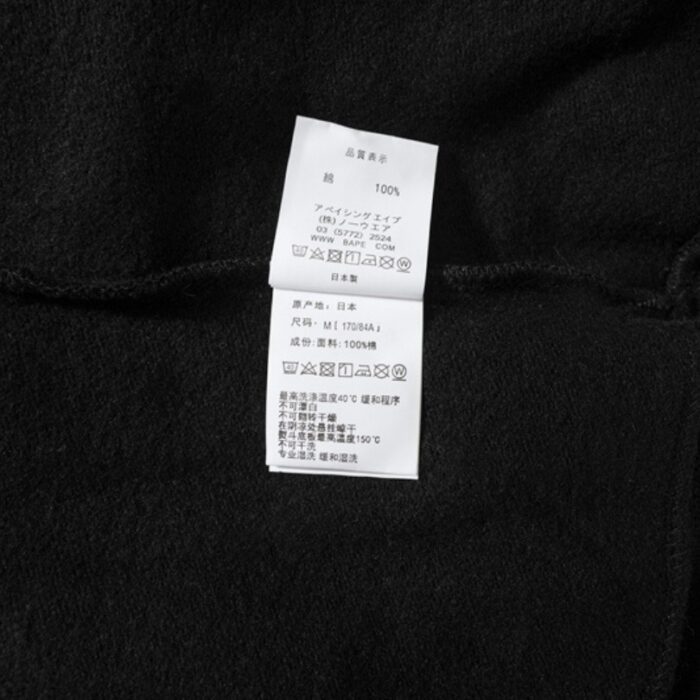 品質表示
綿 100%
アベイシングエイプ
(株)ノーウエア
03 (5772) 2524
WWW BAPE COM
日本製
原产地: 日本
尺码· M[ 170/84A』
成份: 面料: 100%棉
最高洗涤温度40℃ 缓和程序
不可漂白
不可翻转干燥
在阴凉处悬挂晾干
熨斗底板最高温度150℃
不可干洗
专业湿洗 缓和湿洗